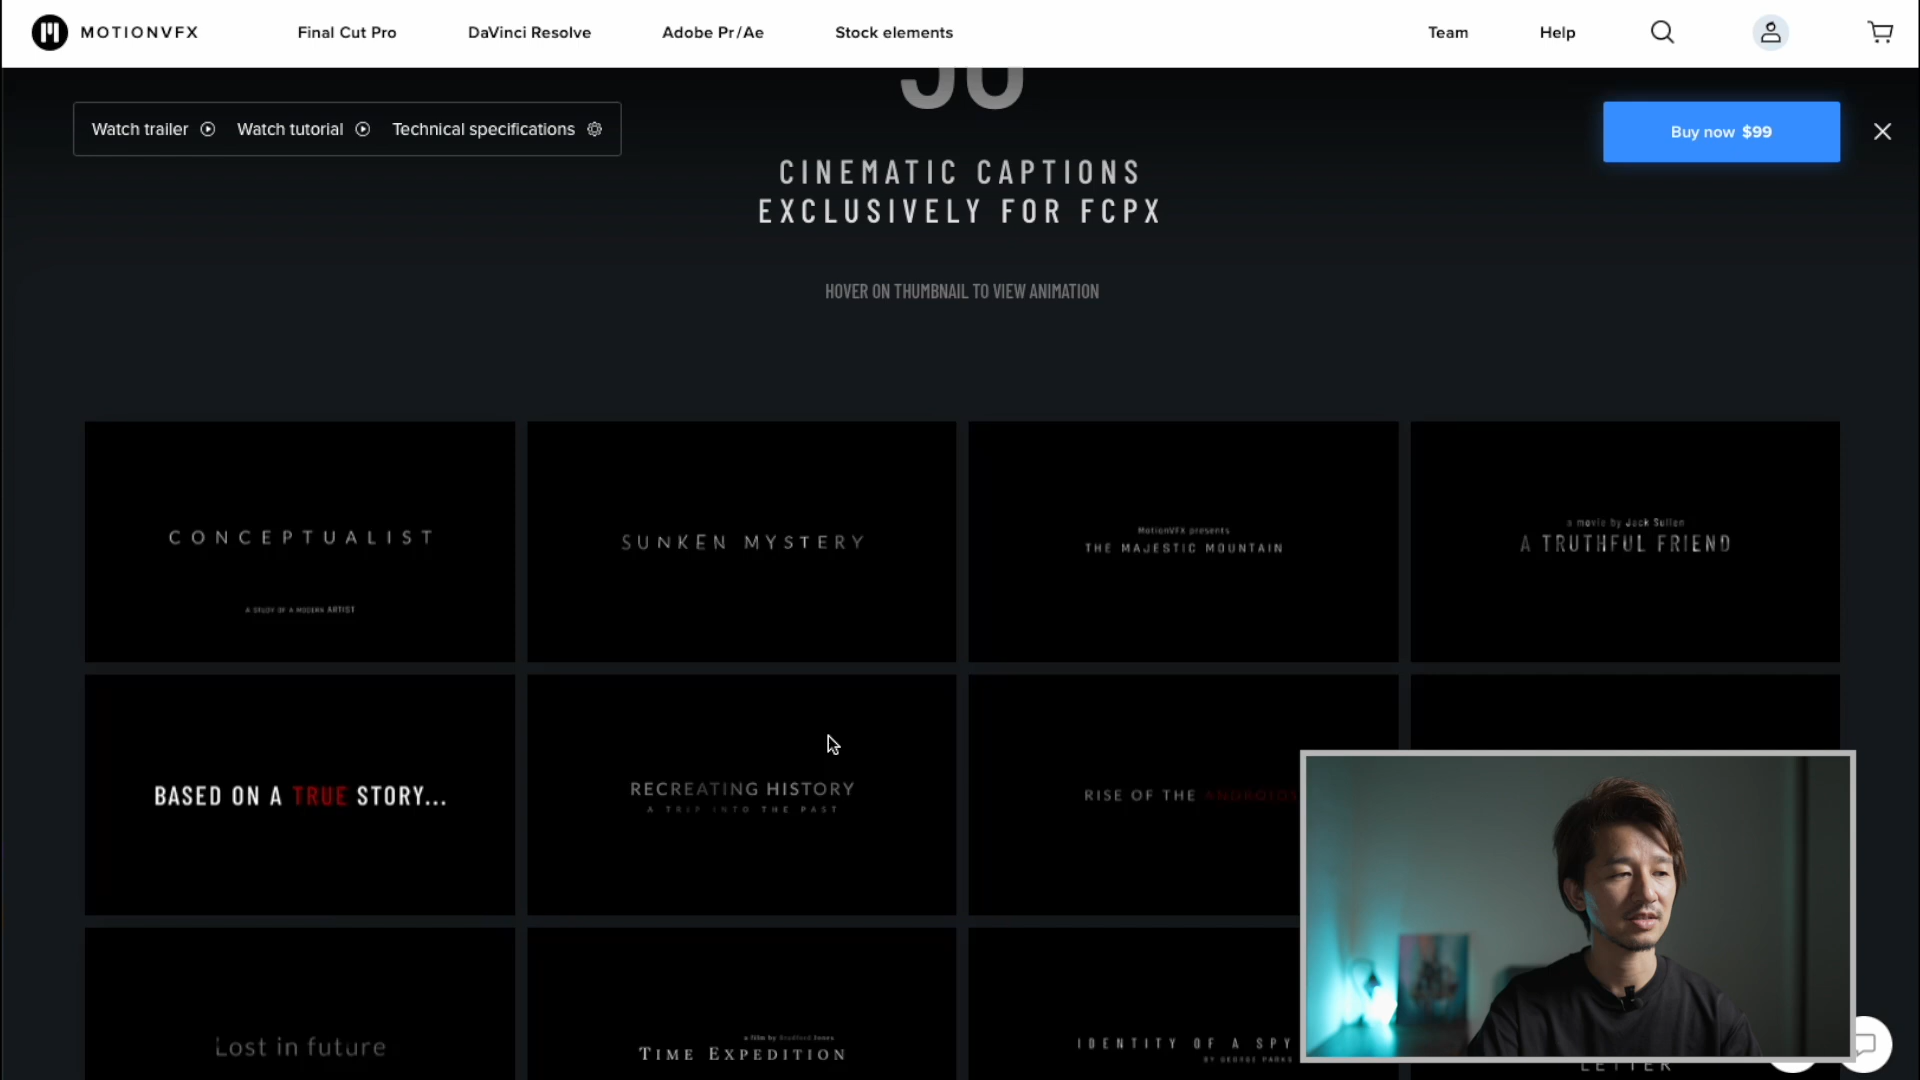 MOTIONVFX
Final Cut Pro
DaVinci Resolve
Adobe Pr/Ae
Stock elements
Team
Help
Watch trailer
Watch tutorial
Technical specifications
Buy now $99
CINEMATIC CAPTIONS
EXCLUSIVELY FOR FCPX
HOVER ON THUMBNAIL TO VIEW ANIMATION
CONCEPTUALIST
A STUDY OF A MODERN ARTIST
SUNKEN MYSTERY
MotionVFX presents
THE MAJESTIC MOUNTAIN
a movie by Jack Sullen
A TRUTHFUL FRIEND
BASED ON A TRUE STORY...
RECREATING HISTORY
A TRIP INTO THE PAST
RISE OF THE ANDROIDS
Lost in future
a film by Bradford Jones
TIME EXPEDITION
IDENTITY OF A SPY
BY GEORGE PARKS
LETTER